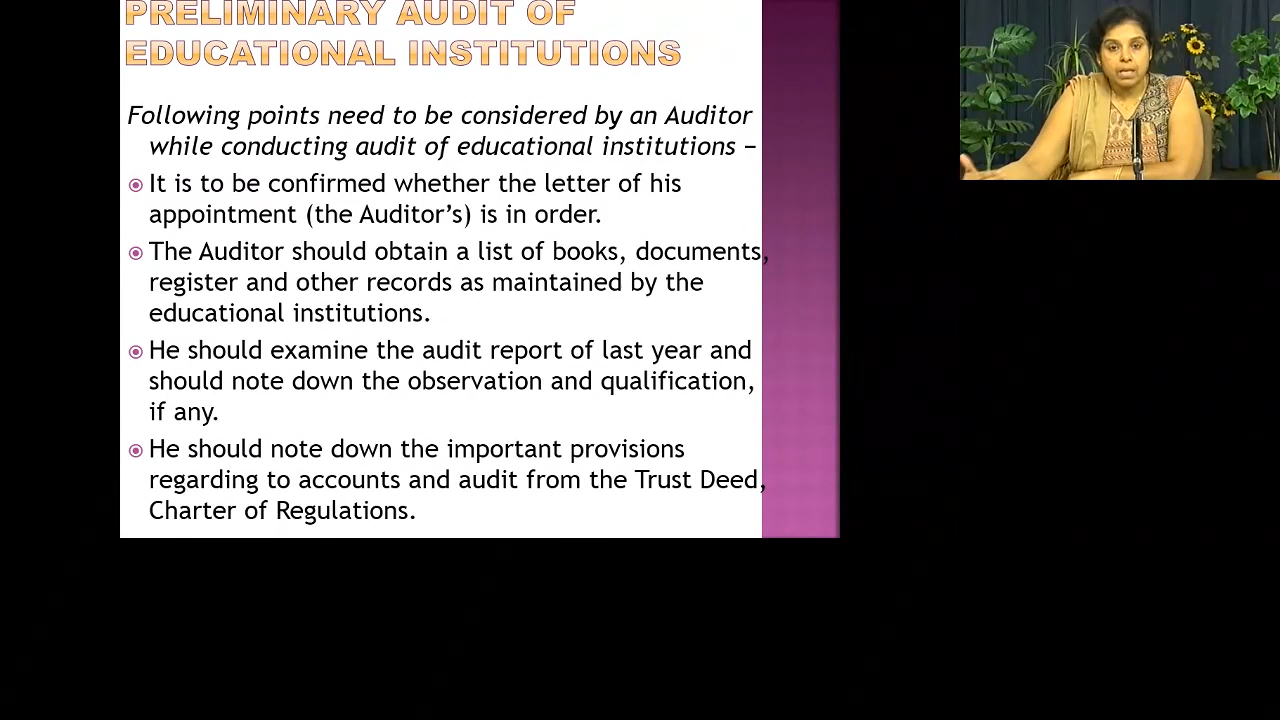 PRELIMINARY AUDIT OF
EDUCATIONAL INSTITUTIONS
Following points need to be considered by an Auditor
while conducting audit of educational institutions –
It is to be confirmed whether the letter of his
appointment (the Auditor’s) is in order.
The Auditor should obtain a list of books, documents,
register and other records as maintained by the
educational institutions.
He should examine the audit report of last year and
should note down the observation and qualification,
if any.
He should note down the important provisions
regarding to accounts and audit from the Trust Deed,
Charter of Regulations.